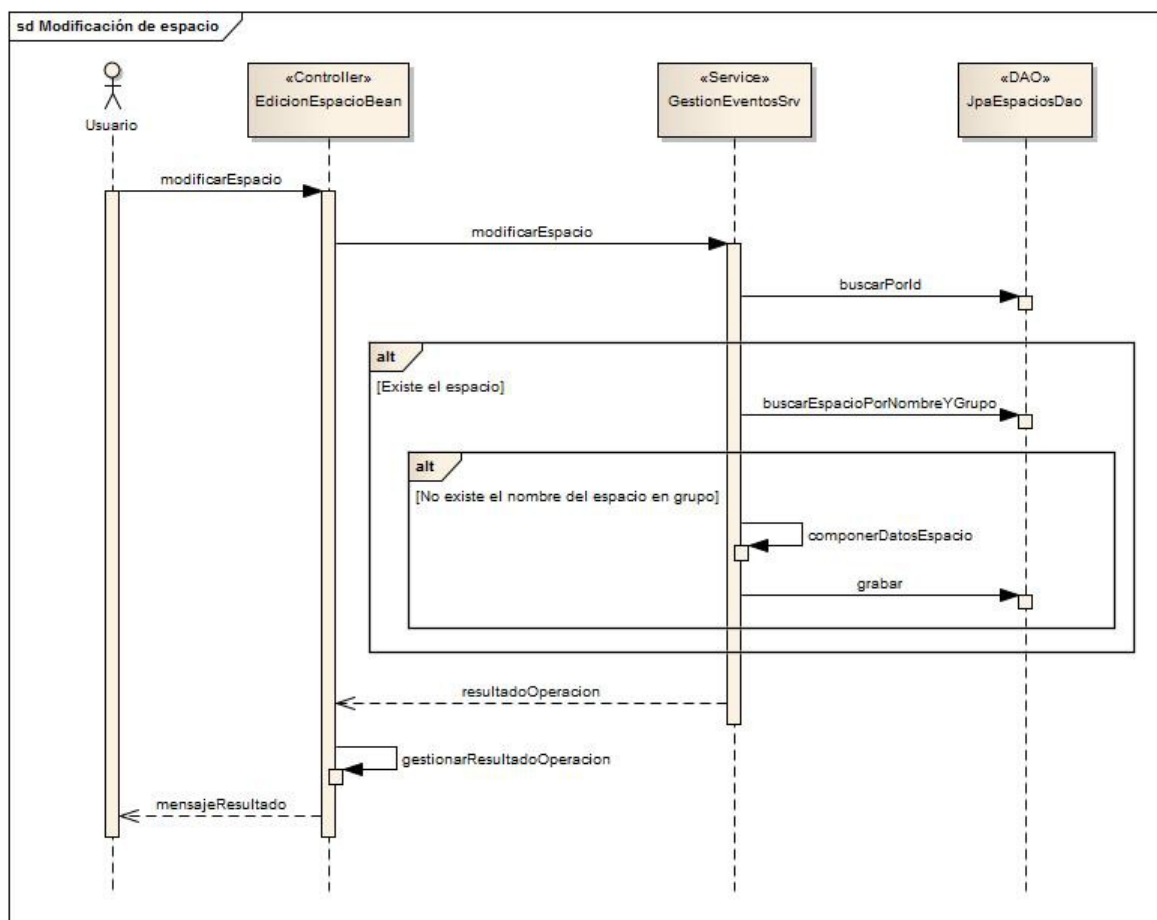 sd Modificación de espacio
Usuario
«Controller»
EdicionEspacioBean
«Service»
GestionEventosSrv
«DAO»
JpaEspaciosDao
modificarEspacio
modificarEspacio
buscarPorId
alt
[Existe el espacio]
buscarEspacioPorNombreYGrupo
alt
[No existe el nombre del espacio en grupo]
componerDatosEspacio
grabar
resultadoOperacion
gestionarResultadoOperacion
mensajeResultado